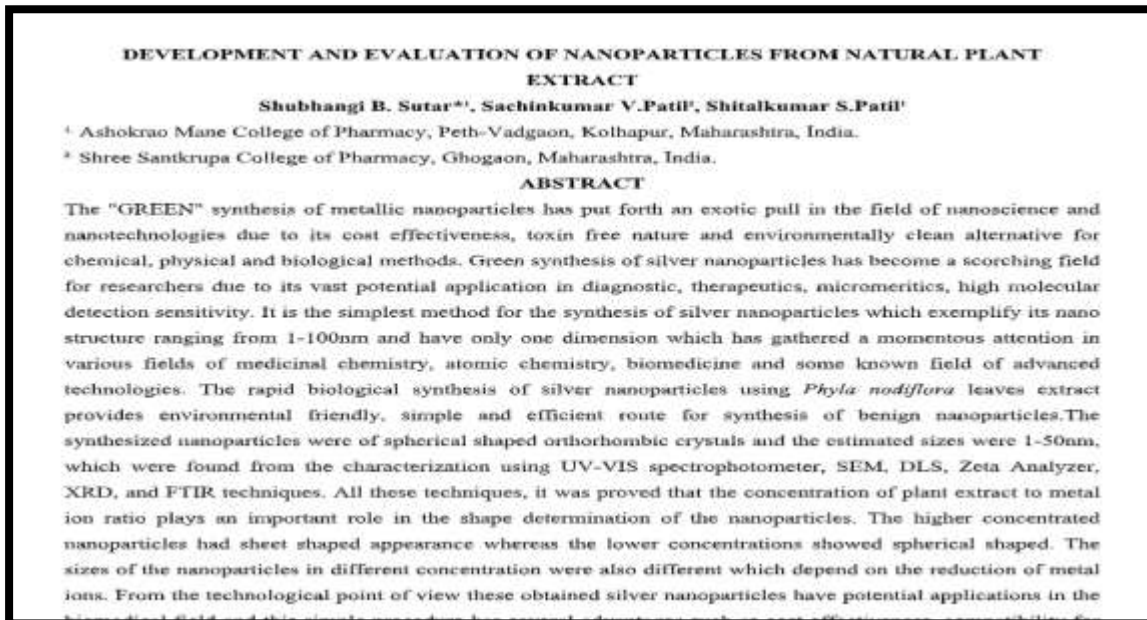 DEVELOPMENT AND EVALUATION OF NANOPARTICLES FROM NATURAL PLANT
EXTRACT
Shubhangi B. Sutar*¹, Sachinkumar V.Patil², Shitalkumar S.Patil¹
¹ Ashokrao Mane College of Pharmacy, Peth-Vadgaon, Kolhapur, Maharashtra, India.
² Shree Santkrupa College of Pharmacy, Ghogaon, Maharashtra, India.
ABSTRACT
The "GREEN" synthesis of metallic nanoparticles has put forth an exotic pull in the field of nanoscience and
nanotechnologies due to its cost effectiveness, toxin free nature and environmentally clean alternative for
chemical, physical and biological methods. Green synthesis of silver nanoparticles has become a scorching field
for researchers due to its vast potential application in diagnostic, therapeutics, micromeritics, high molecular
detection sensitivity. It is the simplest method for the synthesis of silver nanoparticles which exemplify its nano
structure ranging from 1-100nm and have only one dimension which has gathered a momentous attention in
various fields of medicinal chemistry, atomic chemistry, biomedicine and some known field of advanced
technologies. The rapid biological synthesis of silver nanoparticles using Phyla nodiflora leaves extract
provides environmental friendly, simple and efficient route for synthesis of benign nanoparticles.The
synthesized nanoparticles were of spherical shaped orthorhombic crystals and the estimated sizes were 1-50nm,
which were found from the characterization using UV-VIS spectrophotometer, SEM, DLS, Zeta Analyzer,
XRD, and FTIR techniques. All these techniques, it was proved that the concentration of plant extract to metal
ion ratio plays an important role in the shape determination of the nanoparticles. The higher concentrated
nanoparticles had sheet shaped appearance whereas the lower concentrations showed spherical shaped. The
sizes of the nanoparticles in different concentration were also different which depend on the reduction of metal
ions. From the technological point of view these obtained silver nanoparticles have potential applications in the